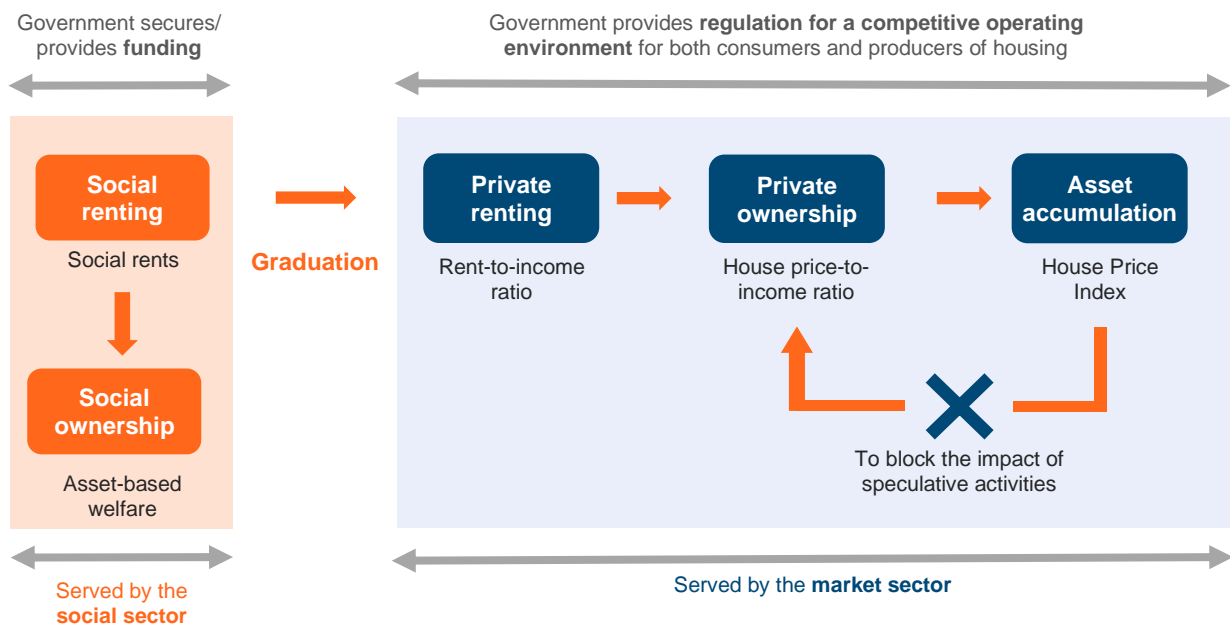 Government secures/
provides funding
Government provides regulation for a competitive operating
environment for both consumers and producers of housing
Social
renting
Social rents
Graduation
Social
ownership
Asset-based
welfare
Private
renting
Rent-to-income
ratio
Private
ownership
House price-to-
income ratio
Asset
accumulation
House Price
Index
To block the impact of
speculative activities
Served by the
social sector
Served by the market sector